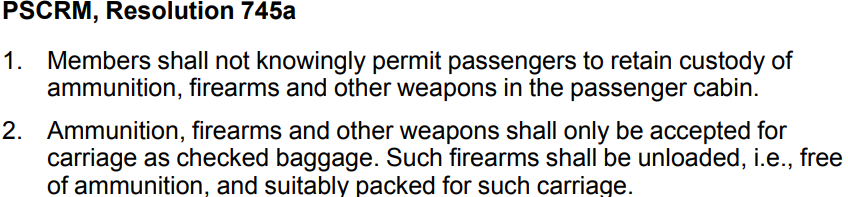 PSCRM, Resolution 745a
1. Members shall not knowingly permit passengers to retain custody of
ammunition, firearms and other weapons in the passenger cabin.
2. Ammunition, firearms and other weapons shall only be accepted for
carriage as checked baggage. Such firearms shall be unloaded, i.e., free
of ammunition, and suitably packed for such carriage.